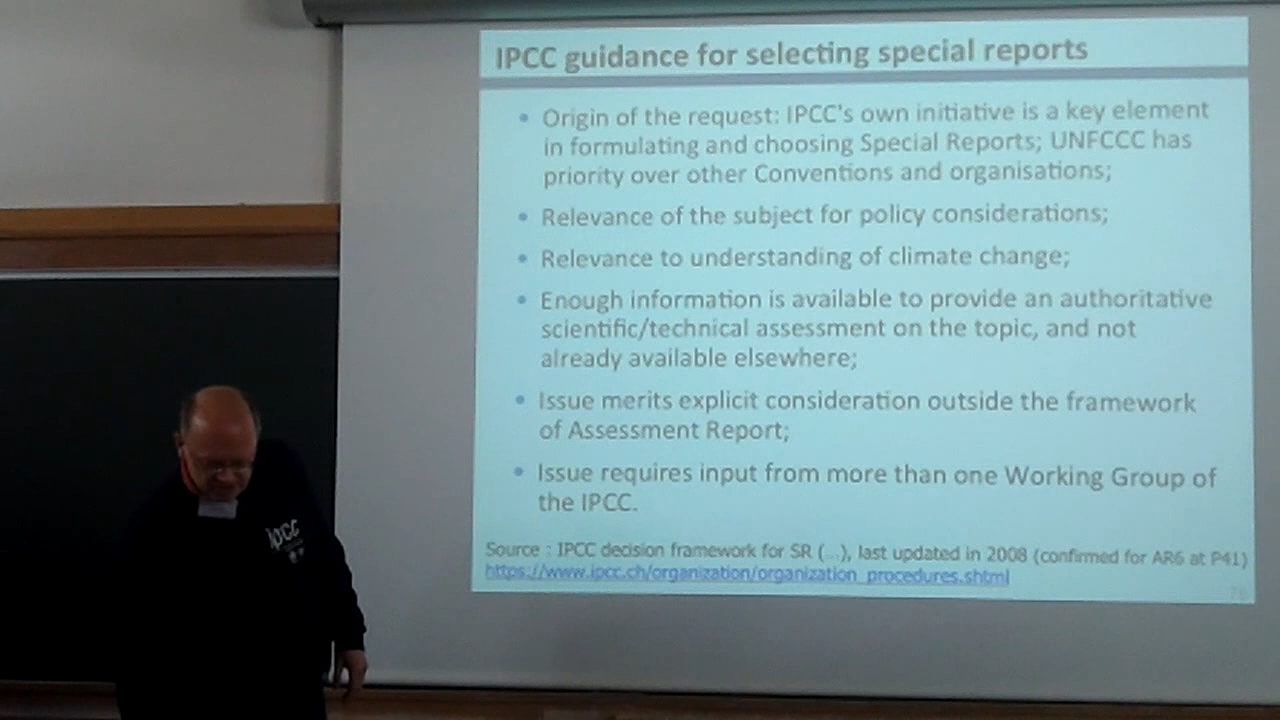 IPCC guidance for selecting special reports
• Origin of the request: IPCC's own initiative is a key element
in formulating and choosing Special Reports; UNFCCC has
priority over other Conventions and organisations;
• Relevance of the subject for policy considerations;
• Relevance to understanding of climate change;
• Enough information is available to provide an authoritative
scientific/technical assessment on the topic, and not
already available elsewhere;
• Issue merits explicit consideration outside the framework
of Assessment Report;
• Issue requires input from more than one Working Group of
the IPCC.
Source : IPCC decision framework for SR (...), last updated in 2008 (confirmed for AR6 at P41)
https://www.ipcc.ch/organization/organization_procedures.shtml
ipcc